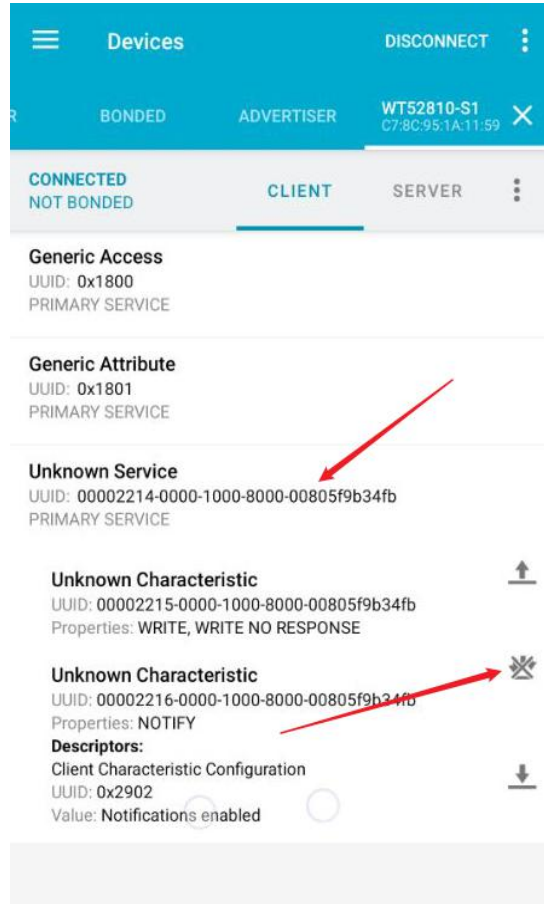 Devices
DISCONNECT
R
BONDED
ADVERTISER
WT52810-S1
C7:8C:95:1A:11:59
CONNECTED
NOT BONDED
CLIENT
SERVER
Generic Access
UUID: 0x1800
PRIMARY SERVICE
Generic Attribute
UUID: 0x1801
PRIMARY SERVICE
Unknown Service
UUID: 00002214-0000-1000-8000-00805f9b34fb
PRIMARY SERVICE
Unknown Characteristic
UUID: 00002215-0000-1000-8000-00805f9b34fb
Properties: WRITE, WRITE NO RESPONSE
Unknown Characteristic
UUID: 00002216-0000-1000-8000-00805f9b34fb
Properties: NOTIFY
Descriptors:
Client Characteristic Configuration
UUID: 0x2902
Value: Notifications enabled